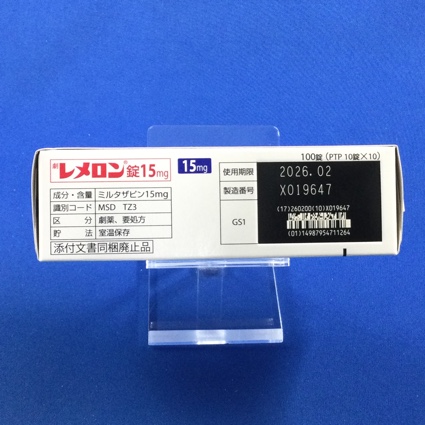 劇 レメロン®錠15mg
15mg
100錠（PTP 10錠×10）
成分・含量 ミルタザピン15mg
識別コード MSD TZ3
区分 劇薬、要処方
貯法 室温保存
添付文書同梱廃止品
使用期限 2026.02
製造番号 X019647
GS1
(17)260200(10)X019647
(01)14987954711264